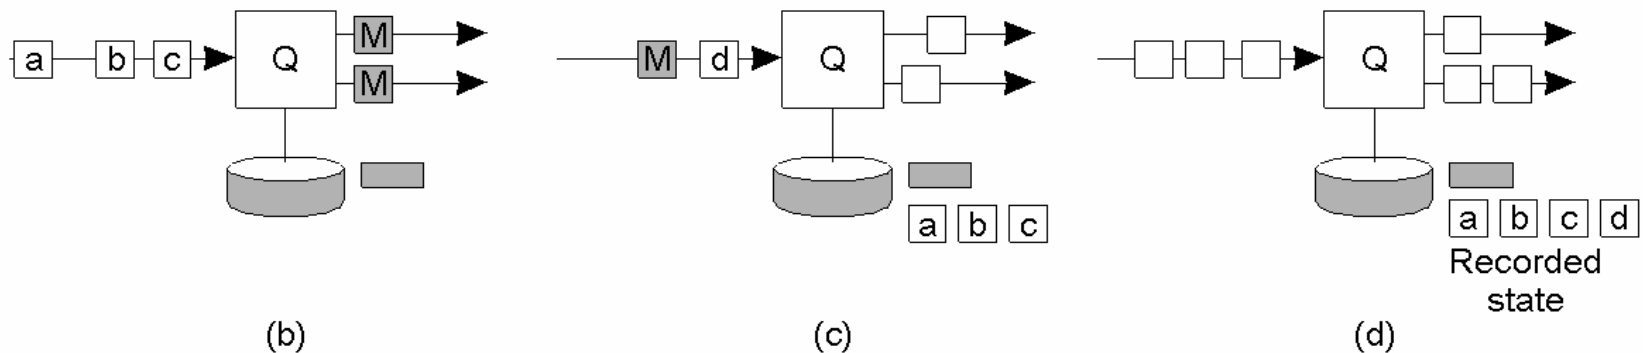 a b c Q M M
M d Q
Q
a b c
a b c d
Recorded
state
(b) (c) (d)